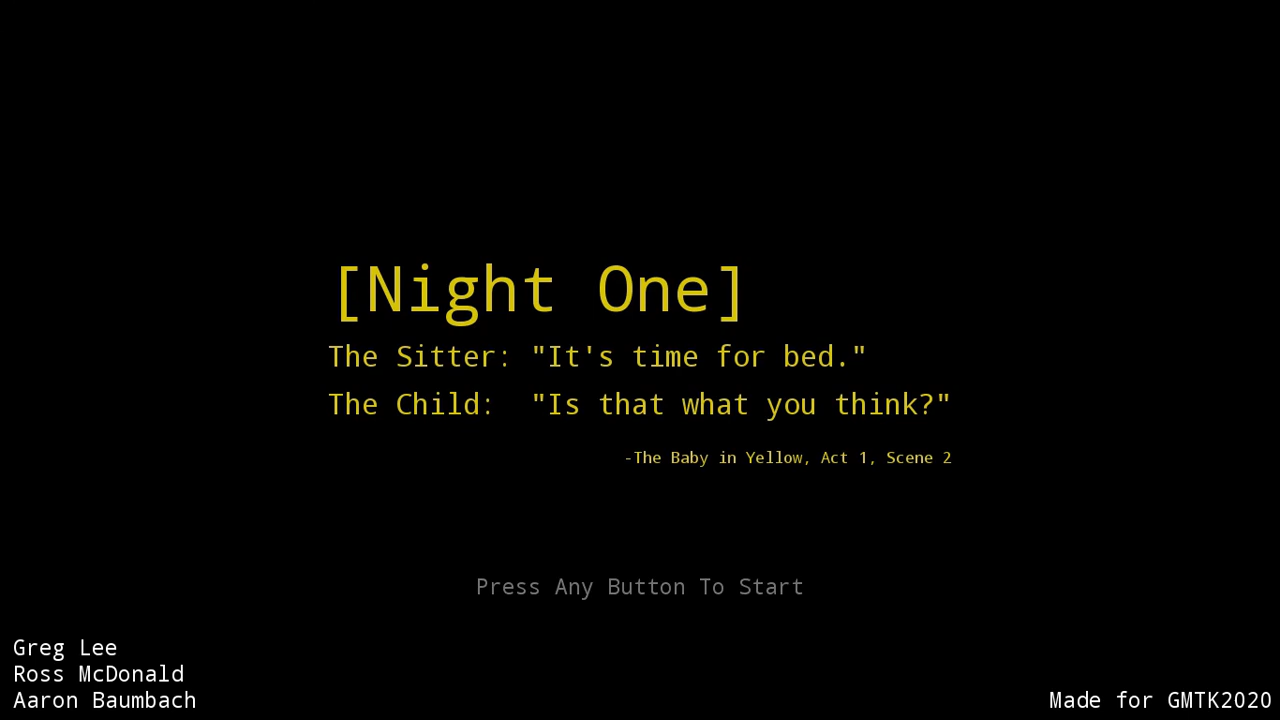 [Night One]
The Sitter: "It's time for bed."
The Child:  "Is that what you think?"
-The Baby in Yellow, Act 1, Scene 2
Press Any Button To Start
Greg Lee
Ross McDonald
Aaron Baumbach
Made for GMTK2020